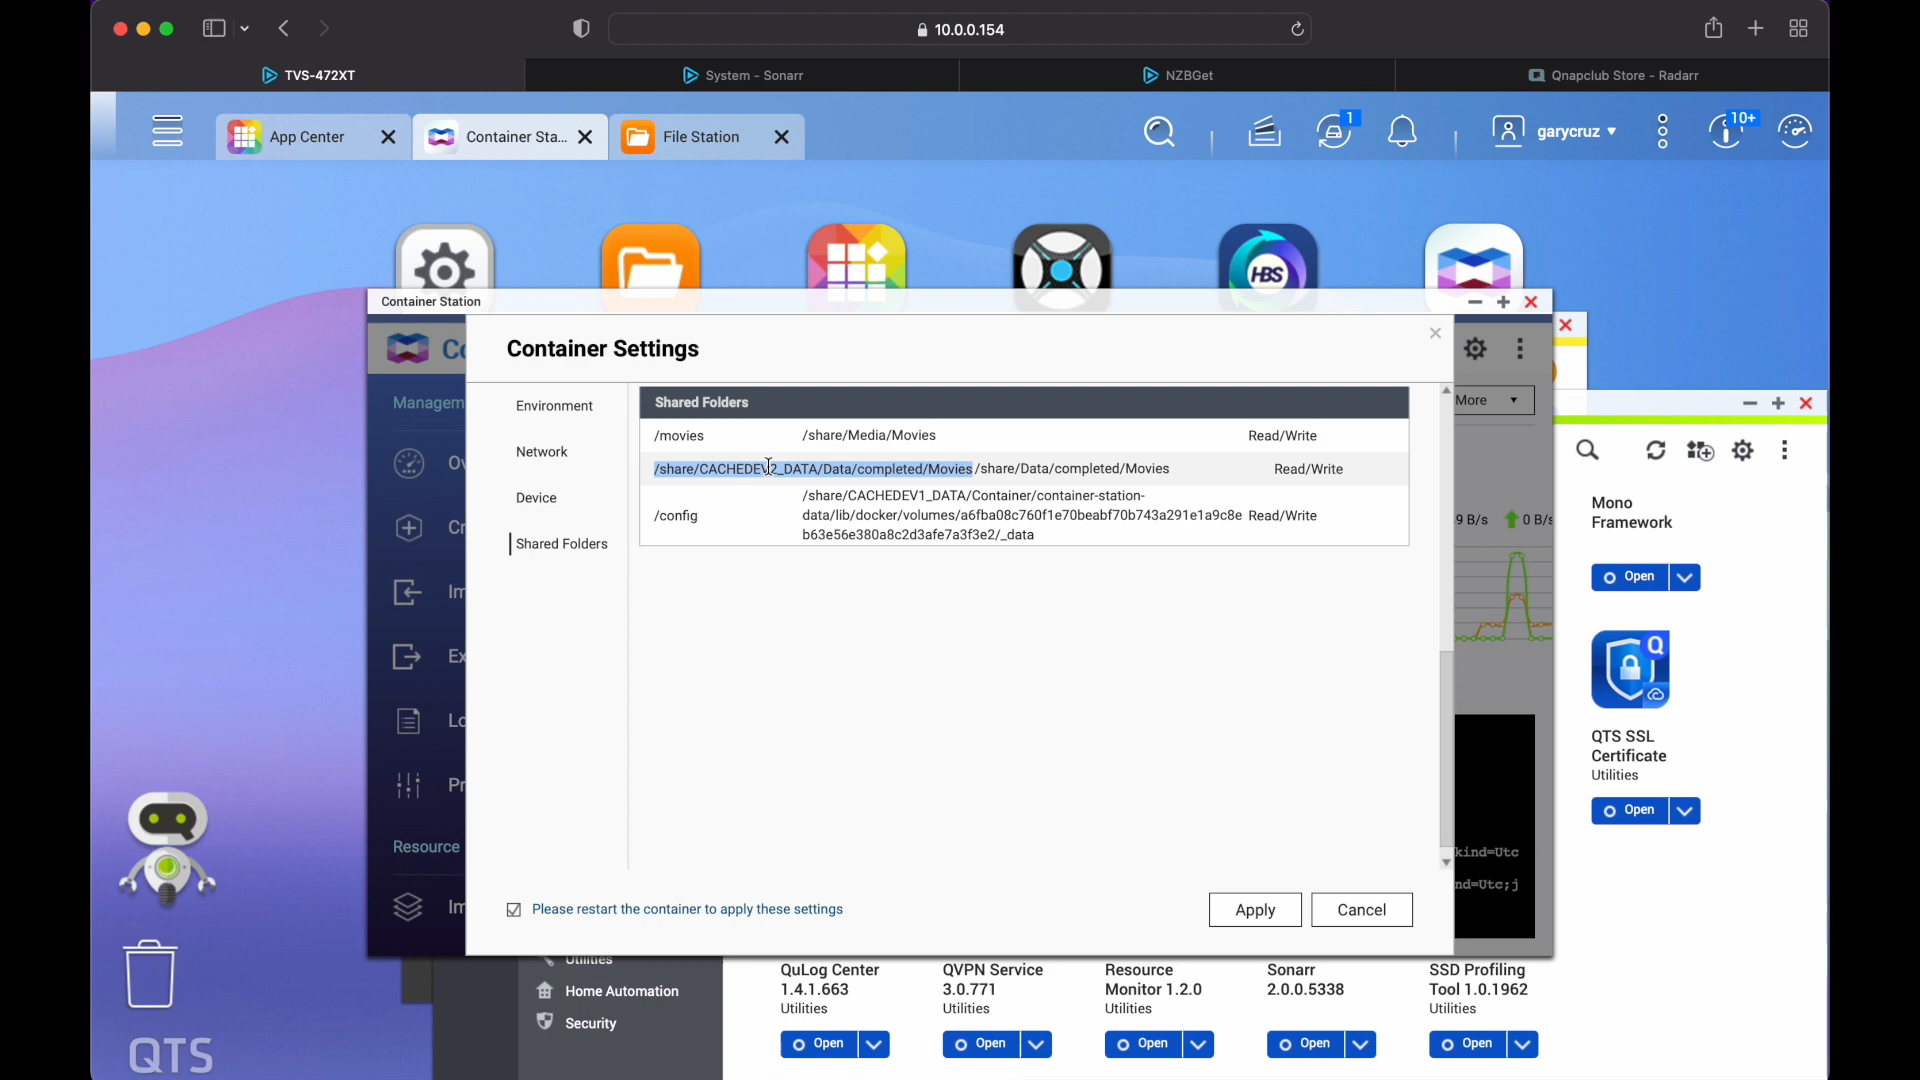 10.0.0.154
TVS-472XT
System - Sonarr
NZBGet
Qnapclub Store - Radarr
App Center
Container Sta...
File Station
1
garycruz
10+
HBS
Container Station
Container Settings
Managem
More
Shared Folders
Environment
/movies /share/Media/Movies Read/Write
Network
/share/CACHEDEV2_DATA/Data/completed/Movies /share/Data/completed/Movies Read/Write
Device
/share/CACHEDEV1_DATA/Container/container-station-
/config data/lib/docker/volumes/a6fba08c760f1e70beabf70b743a291e1a9c8e Read/Write
b63e56e380a8c2d3afe7a3f3e2/_data
Shared Folders
9 B/s 0 B/s
Mono
Framework
Open
QTS SSL
Certificate
Utilities
Open
Resource
kind=Utc
nd=Utc;j
Please restart the container to apply these settings
Apply
Cancel
Utilities
Home Automation
Security
QuLog Center
1.4.1.663
Utilities
Open
QVPN Service
3.0.771
Utilities
Open
Resource
Monitor 1.2.0
Utilities
Open
Sonarr
2.0.0.5338
Utilities
Open
SSD Profiling
Tool 1.0.1962
Utilities
Open
QTS